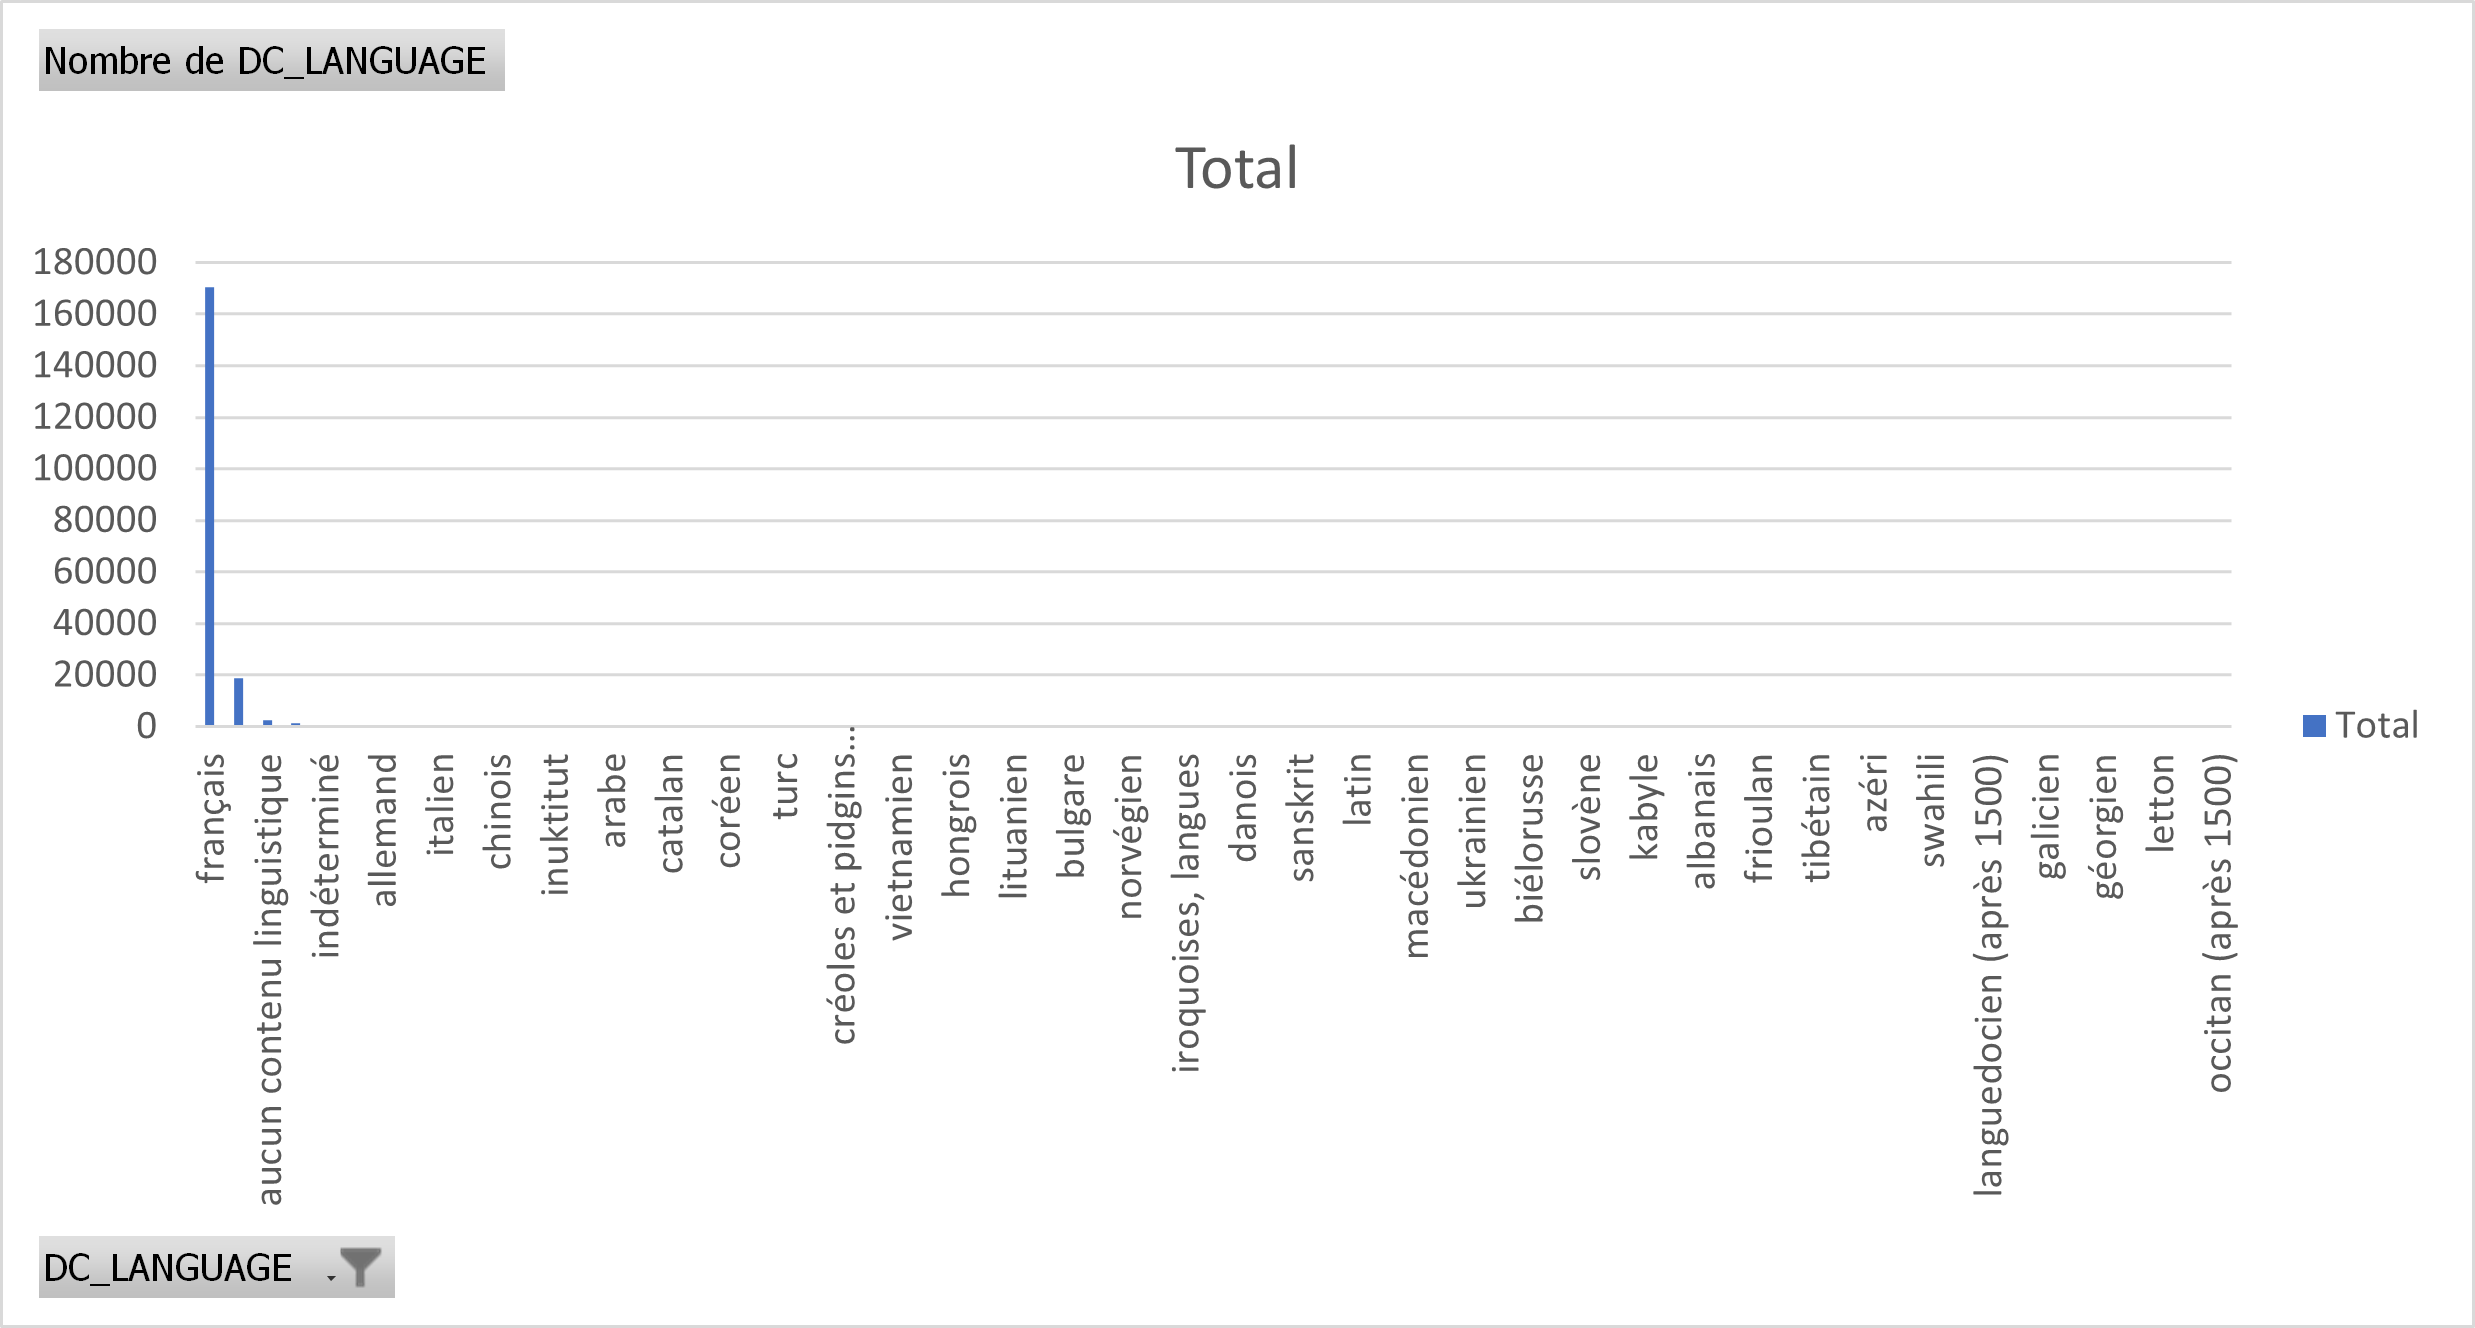 Nombre de DC_LANGUAGE
Total
180000
160000
140000
120000
100000
80000
60000
40000
20000
0
français
aucun contenu linguistique
indéterminé
allemand
italien
chinois
inuktitut
arabe
catalan
coréen
turc
créoles et pidgins...
vietnamien
hongrois
lituanien
bulgare
norvégien
iroquoises, langues
danois
sanskrit
latin
macédonien
ukrainien
biélorusse
slovène
kabyle
albanais
frioulan
tibétain
azéri
swahili
languedocien (après 1500)
galicien
géorgien
letton
occitan (après 1500)
Total
DC_LANGUAGE